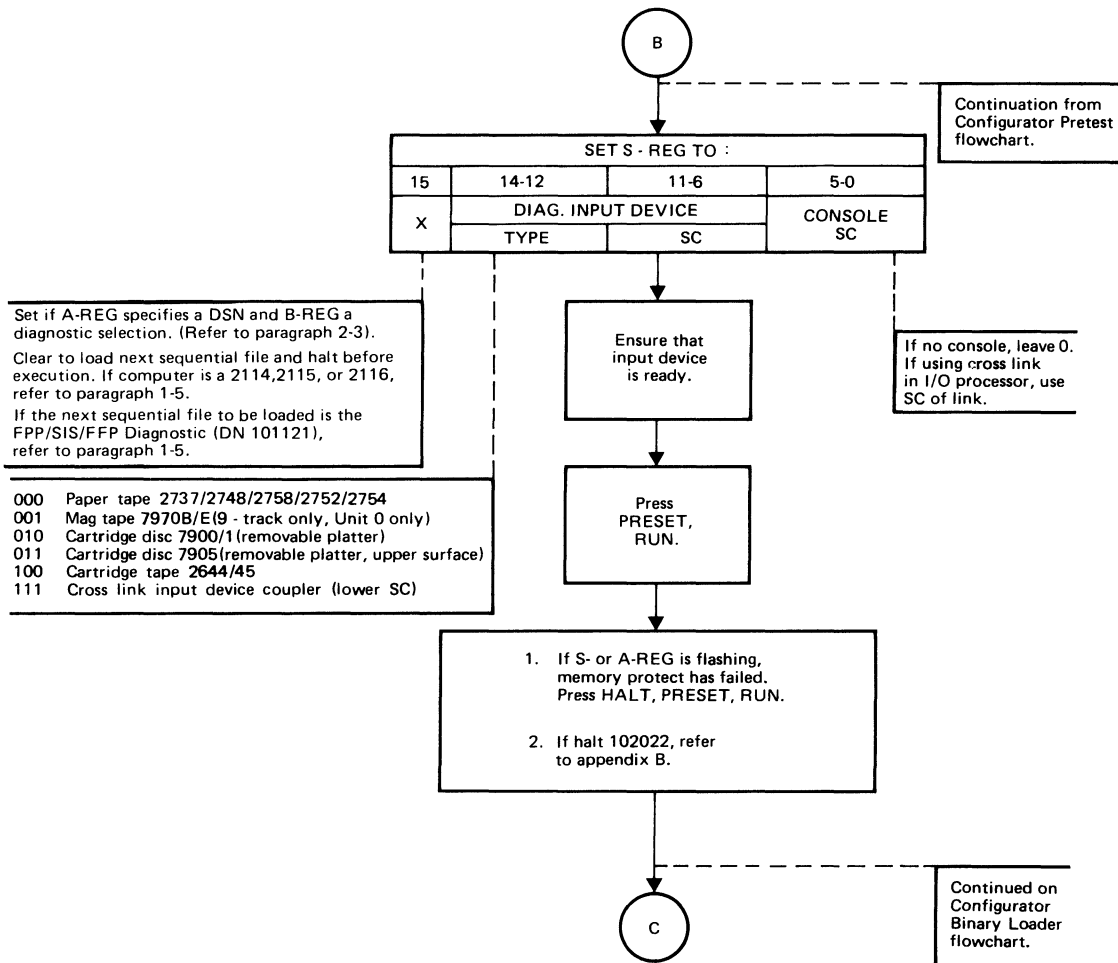 B
Continuation from
Configurator Pretest
flowchart.
SET S - REG TO :
15 14-12 11-6 5-0
X DIAG. INPUT DEVICE CONSOLE
SC
TYPE SC
Set if A-REG specifies a DSN and B-REG a
diagnostic selection. (Refer to paragraph 2-3).
Clear to load next sequential file and halt before
execution. If computer is a 2114,2115, or 2116,
refer to paragraph 1-5.
If the next sequential file to be loaded is the
FPP/SIS/FFP Diagnostic (DN 101121),
refer to paragraph 1-5.
Ensure that
input device
is ready.
If no console, leave 0.
If using cross link
in I/O processor, use
SC of link.
000 Paper tape 2737/2748/2758/2752/2754
001 Mag tape 7970B/E(9 - track only, Unit 0 only)
010 Cartridge disc 7900/1(removable platter)
011 Cartridge disc 7905(removable platter, upper surface)
100 Cartridge tape 2644/45
111 Cross link input device coupler (lower SC)
Press
PRESET,
RUN.
1. If S- or A-REG is flashing,
memory protect has failed.
Press HALT, PRESET, RUN.
2. If halt 102022, refer
to appendix B.
Continued on
Configurator
Binary Loader
flowchart.
C